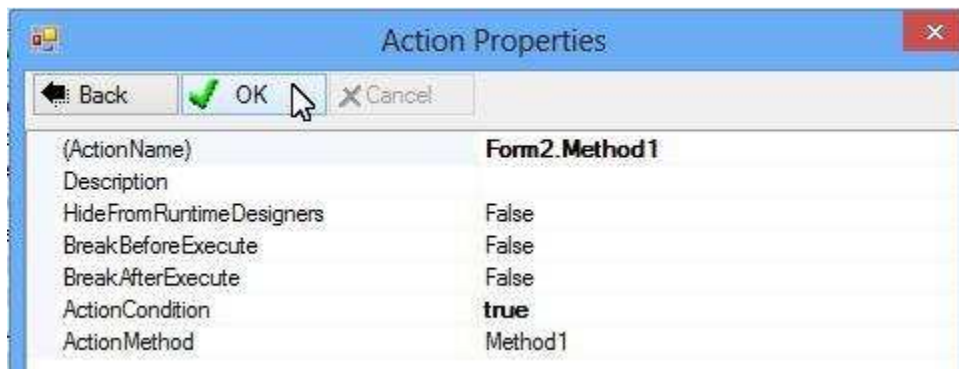 Action Properties
Back OK Cancel
(ActionName) Form2.Method1
Description
HideFromRuntimeDesigners False
BreakBeforeExecute False
BreakAfterExecute False
ActionCondition true
ActionMethod Method1